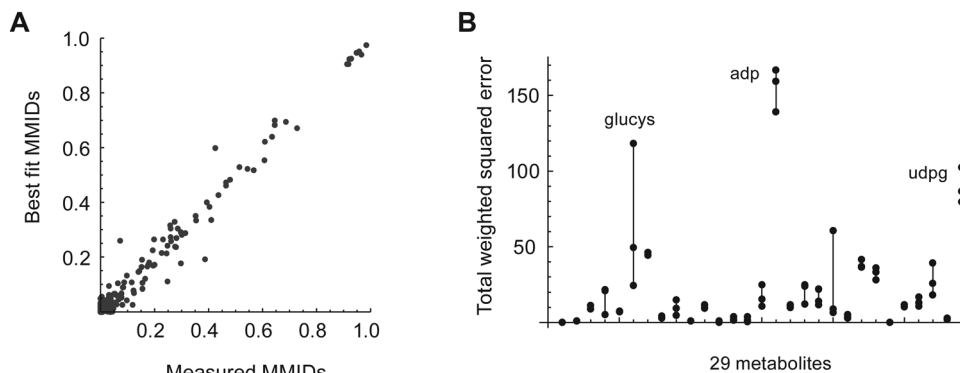 A
1.0
0.8
0.6
0.4
0.2
Best fit MMIDs
0.2 0.4 0.6 0.8 1.0
Measured MMIDs
B
150
100
50
Total weighted squared error
glucys
adp
udpg
29 metabolites